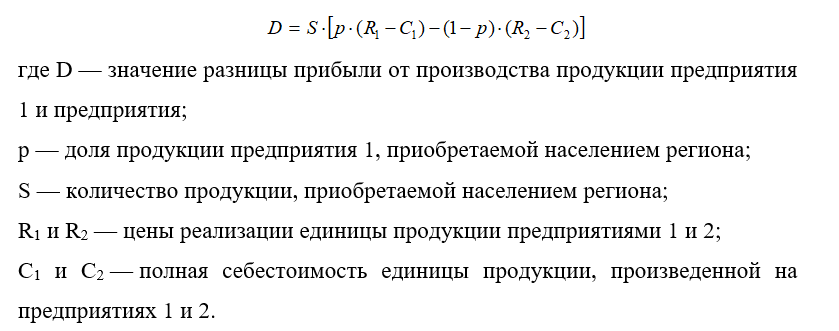 D = S·[p·(R₁ − C₁) − (1 − p)·(R₂ − C₂)]
где D — значение разницы прибыли от производства продукции предприятия
1 и предприятия;
p — доля продукции предприятия 1, приобретаемой населением региона;
S — количество продукции, приобретаемой населением региона;
R₁ и R₂ — цены реализации единицы продукции предприятиями 1 и 2;
C₁ и C₂ — полная себестоимость единицы продукции, произведенной на
предприятиях 1 и 2.